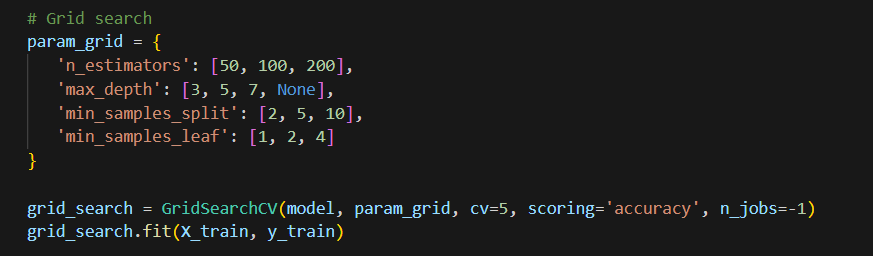 # Grid search
param_grid = {
    'n_estimators': [50, 100, 200],
    'max_depth': [3, 5, 7, None],
    'min_samples_split': [2, 5, 10],
    'min_samples_leaf': [1, 2, 4]
}
grid_search = GridSearchCV(model, param_grid, cv=5, scoring='accuracy', n_jobs=-1)
grid_search.fit(X_train, y_train)